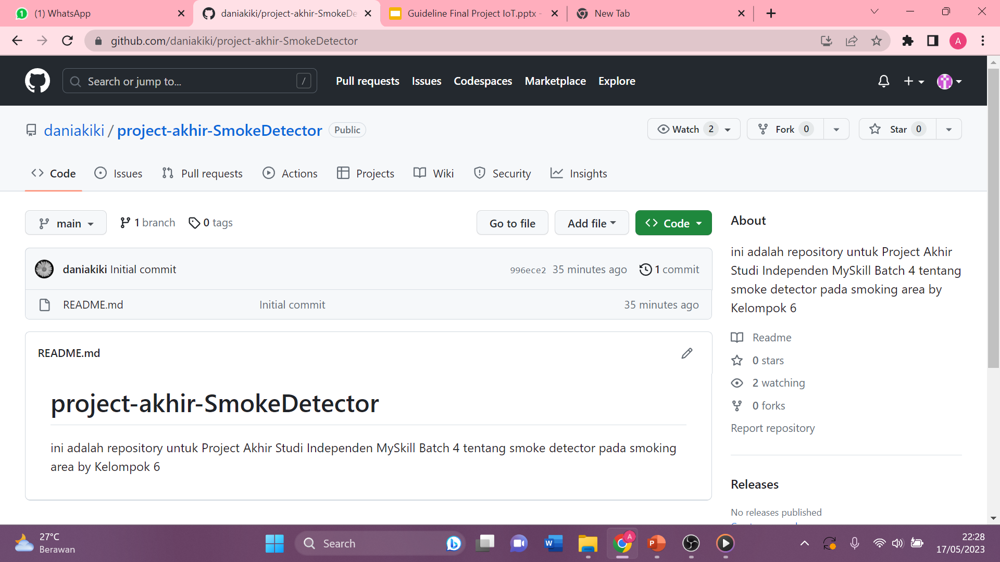 (1) WhatsApp
daniakiki/project-akhir-SmokeDe
Guideline Final Project IoT.pptx -
New Tab
github.com/daniakiki/project-akhir-SmokeDetector
A
Search or jump to...
/
Pull requests
Issues
Codespaces
Marketplace
Explore
daniakiki / project-akhir-SmokeDetector
Public
Watch 2
Fork 0
Star 0
Code
Issues
Pull requests
Actions
Projects
Wiki
Security
Insights
main
1 branch
0 tags
Go to file
Add file
Code
daniakiki Initial commit
996ece2 35 minutes ago
1 commit
README.md
Initial commit
35 minutes ago
README.md
project-akhir-SmokeDetector
ini adalah repository untuk Project Akhir Studi Independen MySkill Batch 4 tentang smoke detector pada smoking
area by Kelompok 6
About
ini adalah repository untuk Project Akhir
Studi Independen MySkill Batch 4 tentang
smoke detector pada smoking area by
Kelompok 6
Readme
0 stars
2 watching
0 forks
Report repository
Releases
No releases published
27°C
Berawan
Search
22:28
17/05/2023